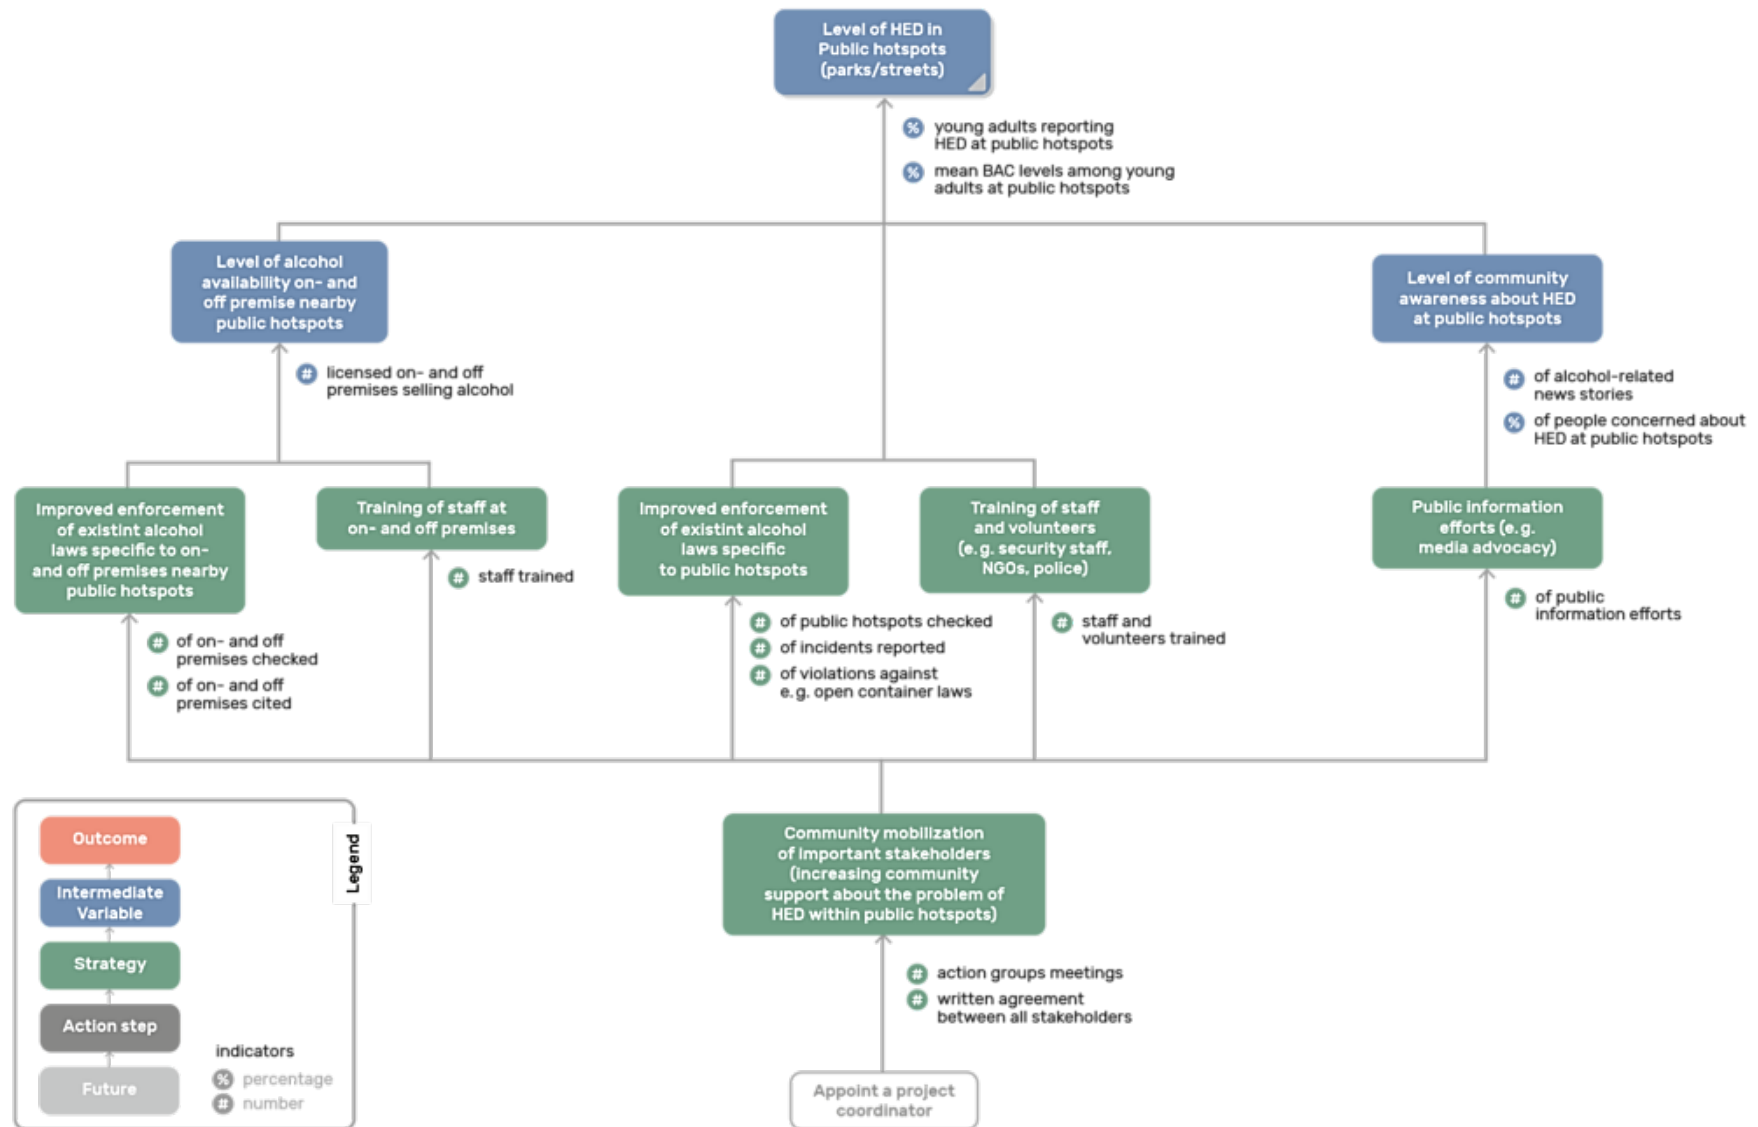 Level of HED in
Public hotspots
(parks/streets)
% young adults reporting
HED at public hotspots
% mean BAC levels among young
adults at public hotspots
Level of alcohol
availability on- and
off premise nearby
public hotspots
# licensed on- and off
premises selling alcohol
Level of community
awareness about HED
at public hotspots
# of alcohol-related
news stories
% of people concerned about
HED at public hotspots
Improved enforcement
of existint alcohol
laws specific to on-
and off premises nearby
public hotspots
# of on- and off
premises checked
# of on- and off
premises cited
Training of staff at
on- and off premises
# staff trained
Improved enforcement
of existint alcohol
laws specific
to public hotspots
# of public hotspots checked
# of incidents reported
# of violations against
e.g. open container laws
Training of staff
and volunteers
(e.g. security staff,
NGOs, police)
# staff and
volunteers trained
Public information
efforts (e.g.
media advocacy)
# of public
information efforts
Community mobilization
of important stakeholders
(increasing community
support about the problem of
HED within public hotspots)
# action groups meetings
# written agreement
between all stakeholders
Appoint a project
coordinator
Legend
Outcome
Intermediate
Variable
Strategy
Action step
Future
indicators
% percentage
# number